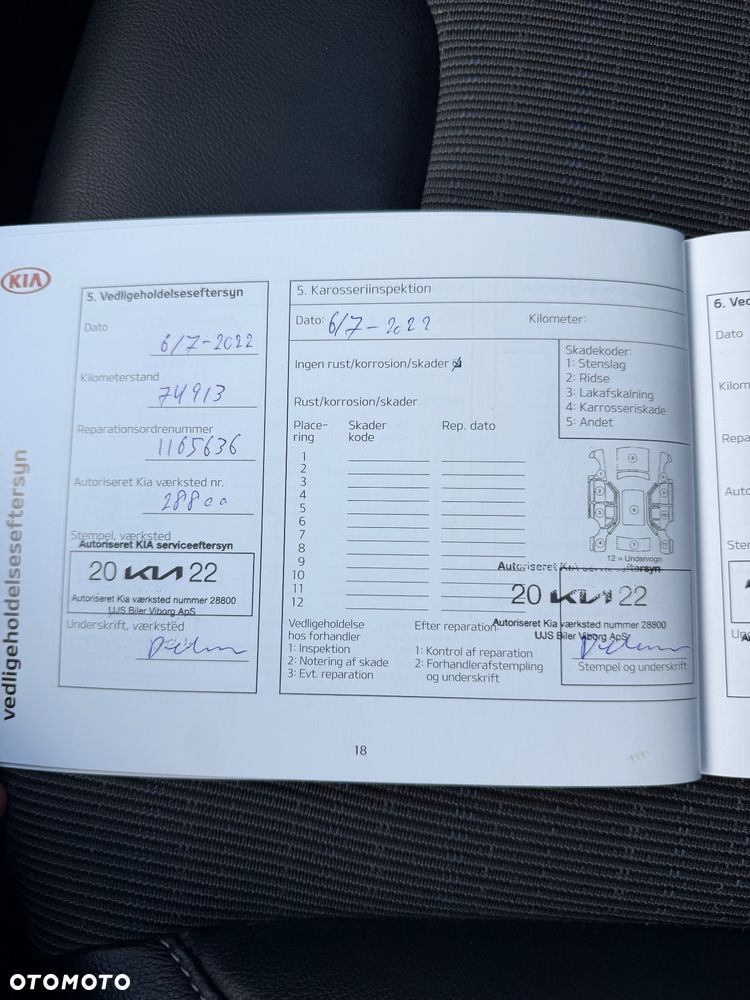 KIA
vedligeholdelseseftersyn
5. Vedligeholdelseseftersyn
Dato
6/7-2022
Kilometerstand
74913
Reparationsordrenummer
1165636
Autoriseret Kia værksted nr.
28800
Stempel, værksted
Autoriseret KIA serviceeftersyn
20 KIA 22
Autoriseret Kia værksted nummer 28800
UJS Biler Viborg ApS
Underskrift, værksted
5. Karosseriinspektion
Dato: 6/7-2022 Kilometer:
Ingen rust/korrosion/skader
Rust/korrosion/skader
Skadekoder:
1: Stenslag
2: Ridse
3: Lakafskalning
4: Karrosseriskade
5: Andet
Place- Skader Rep. dato
ring kode
1
2
3
4
5
6
7
8
9
10
11
12
12 = Undervogn
Autoriseret KIA serviceeftersyn
20 KIA 22
Autoriseret Kia værksted nummer 28800
UJS Biler Viborg ApS
Stempel og underskrift
Vedligeholdelse
hos forhandler
1: Inspektion
2: Notering af skade
3: Evt. reparation
Efter reparation:
1: Kontrol af reparation
2: Forhandlerafstempling
og underskrift
18
6. Ved
Dato
Kilom
Repa
Auto
Ster
OTOMOTO